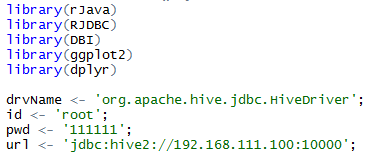 library(rJava)
library(RJDBC)
library(DBI)
library(ggplot2)
library(dplyr)
drvName <- 'org.apache.hive.jdbc.HiveDriver';
id <- 'root';
pwd <- '111111';
url <- 'jdbc:hive2://192.168.111.100:10000';